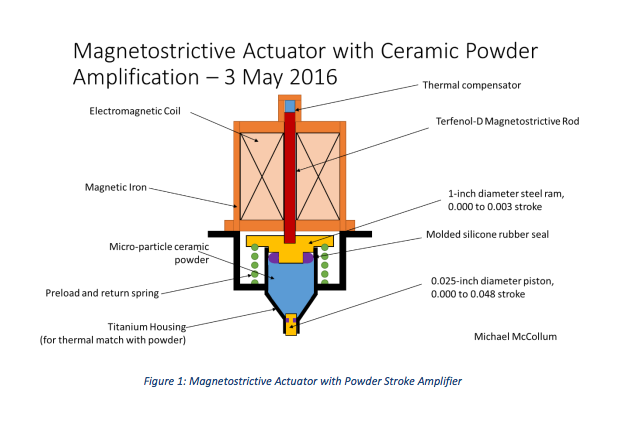 Magnetostrictive Actuator with Ceramic Powder
Amplification – 3 May 2016
Thermal compensator
Electromagnetic Coil
Terfenol-D Magnetostrictive Rod
Magnetic Iron
1-inch diameter steel ram,
0.000 to 0.003 stroke
Molded silicone rubber seal
Micro-particle ceramic
powder
0.025-inch diameter piston,
0.000 to 0.048 stroke
Preload and return spring
Titanium Housing
(for thermal match with powder)
Michael McCollum
Figure 1: Magnetostrictive Actuator with Powder Stroke Amplifier